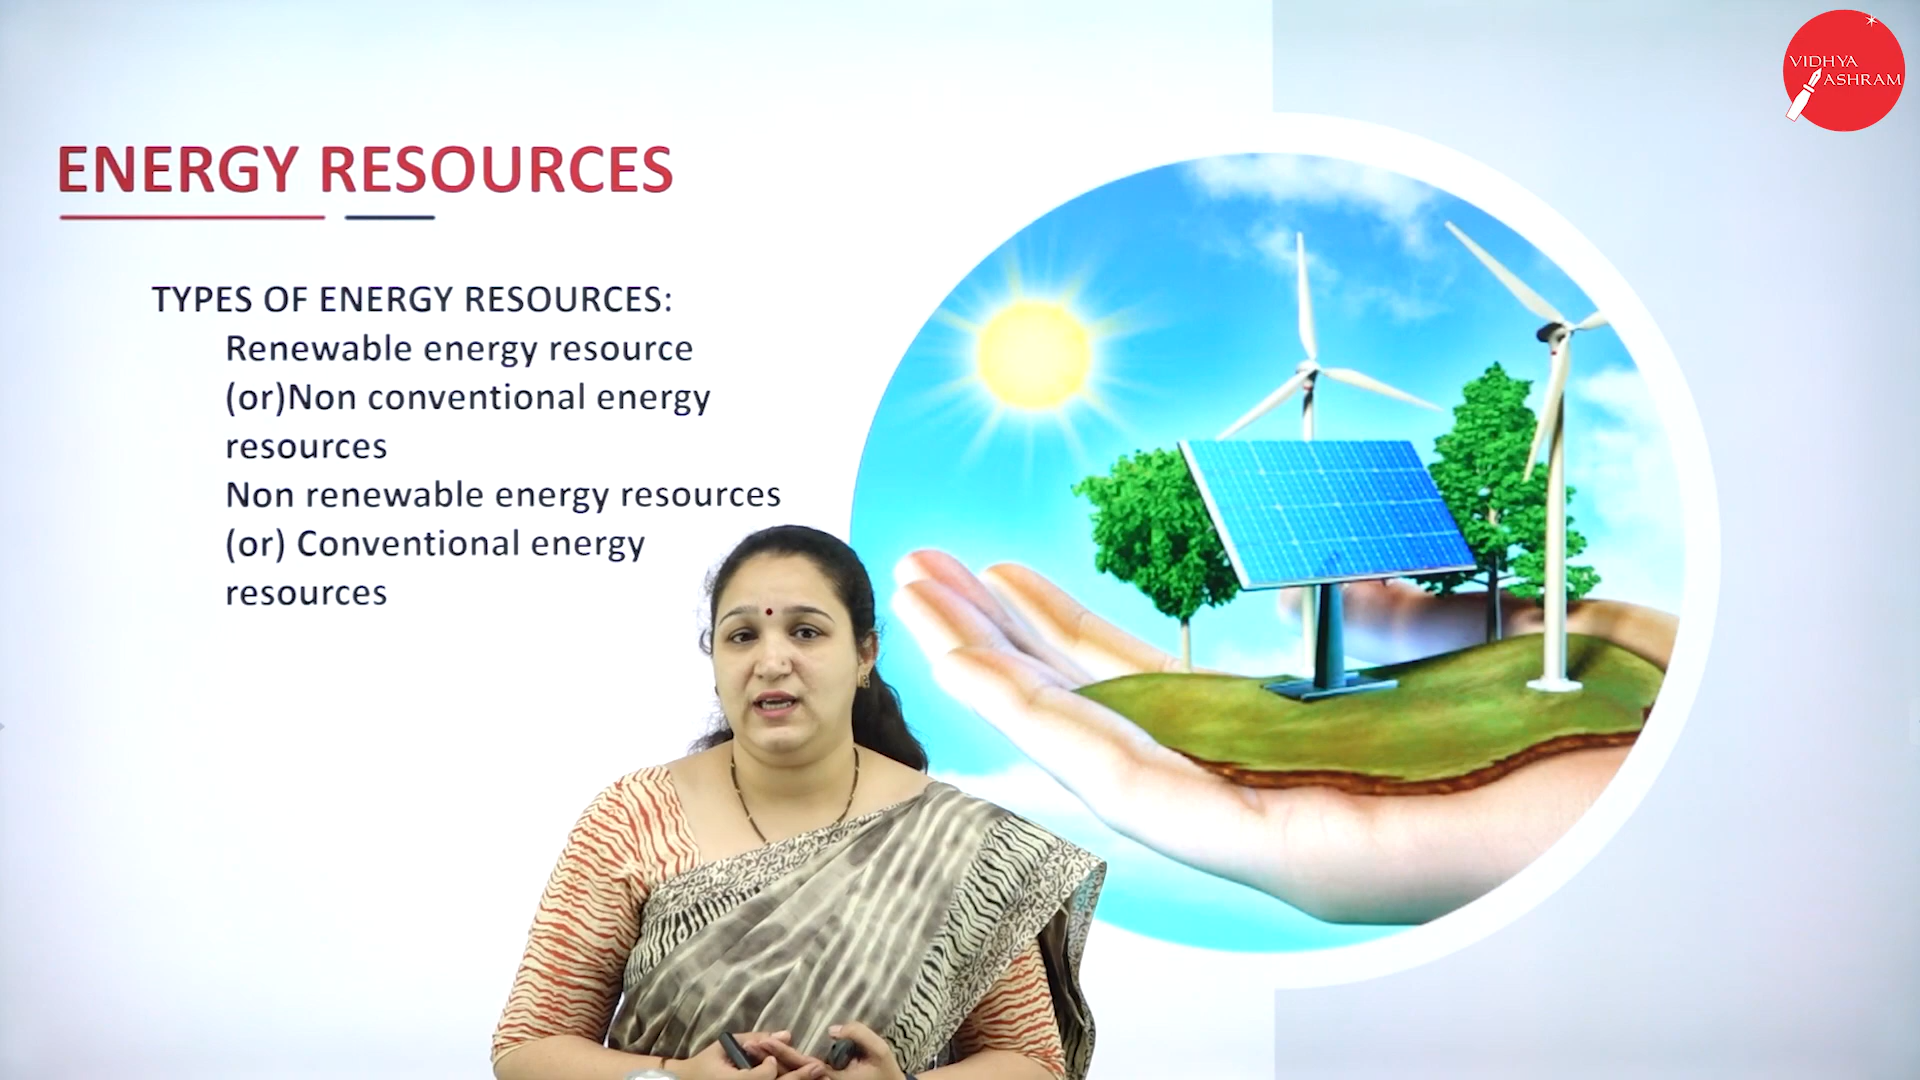 VIDHYA
ASHRAM
ENERGY RESOURCES
TYPES OF ENERGY RESOURCES:
Renewable energy resource
(or)Non conventional energy
resources
Non renewable energy resources
(or) Conventional energy
resources